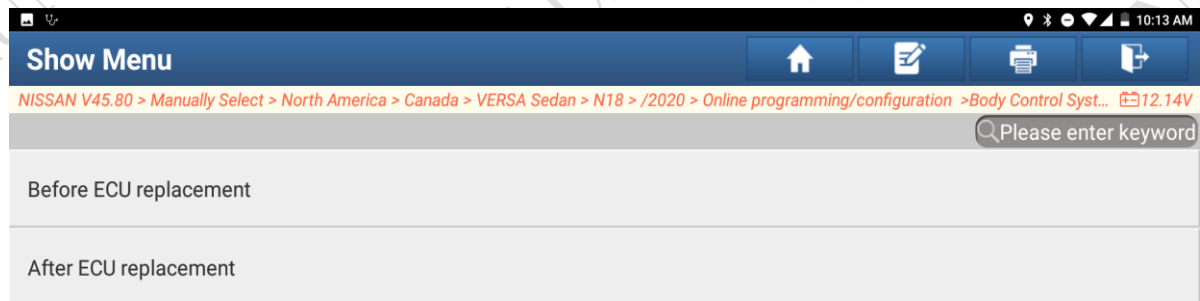 10:13 AM
Show Menu
NISSAN V45.80 > Manually Select > North America > Canada > VERSA Sedan > N18 > /2020 > Online programming/configuration >Body Control Syst... 12.14V
Please enter keyword
Before ECU replacement
After ECU replacement